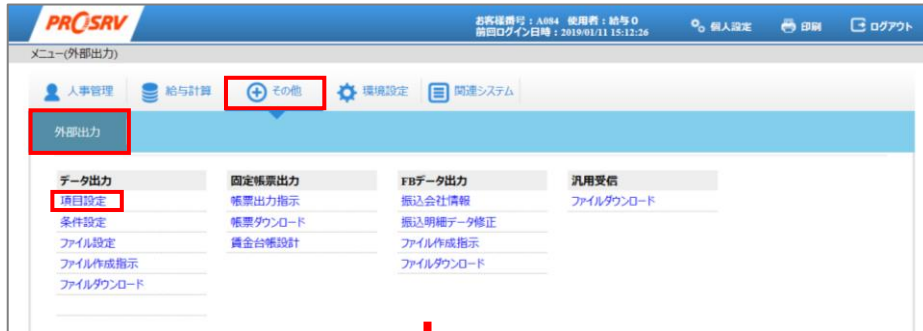 PROSRV
お客様番号：A084 使用者：給与0
前回ログイン日時：2019/01/11 15:12:26
個人設定
印刷
ログアウト
メニュー(外部出力)
人事管理
給与計算
その他
環境設定
関連システム
外部出力
データ出力
項目設定
条件設定
ファイル設定
ファイル作成指示
ファイルダウンロード
固定帳票出力
帳票出力指示
帳票ダウンロード
賃金台帳設計
FBデータ出力
振込会社情報
振込明細データ修正
ファイル作成指示
ファイルダウンロード
汎用受信
ファイルダウンロード